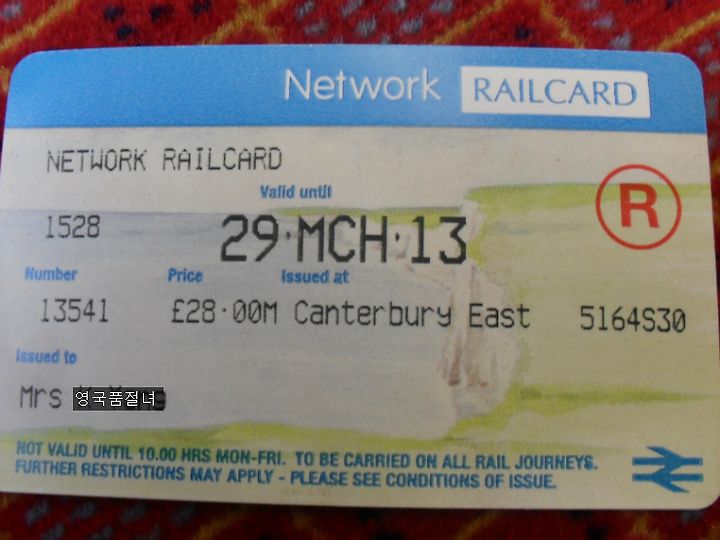 Network RAILCARD
NETWORK RAILCARD
Valid until
1528 29·MCH·13 R
Number Price Issued at
13541 £28·00M Canterbury East 5164S30
Issued to
Mrs 영국품절녀
NOT VALID UNTIL 10.00 HRS MON-FRI. TO BE CARRIED ON ALL RAIL JOURNEYS.
FURTHER RESTRICTIONS MAY APPLY - PLEASE SEE CONDITIONS OF ISSUE.